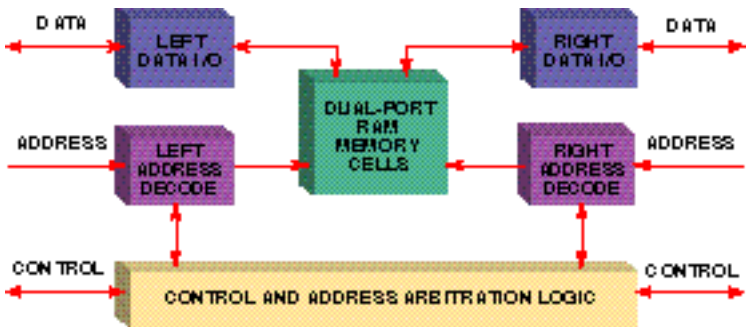 DATA
LEFT
DATA I/O
RIGHT
DATA I/O
DATA
DUAL-PORT
RAM
MEMORY
CELLS
ADDRESS
LEFT
ADDRESS
DECODE
RIGHT
ADDRESS
DECODE
ADDRESS
CONTROL
CONTROL AND ADDRESS ARBITRATION LOGIC
CONTROL